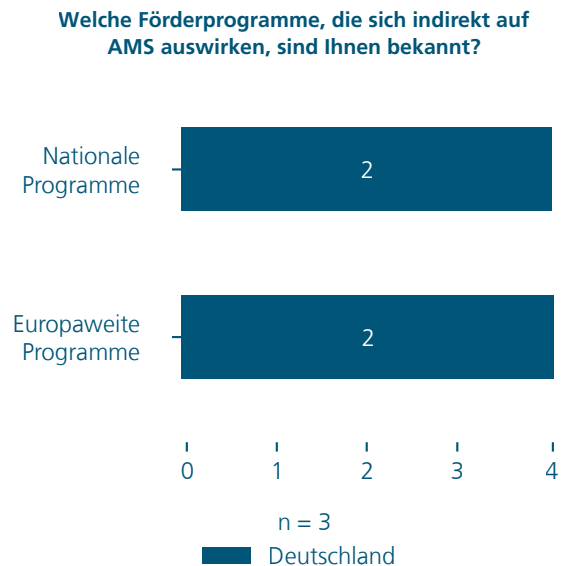 Welche Förderprogramme, die sich indirekt auf
AMS auswirken, sind Ihnen bekannt?
Nationale
Programme
2
Europaweite
Programme
2
0 1 2 3 4
n = 3
Deutschland